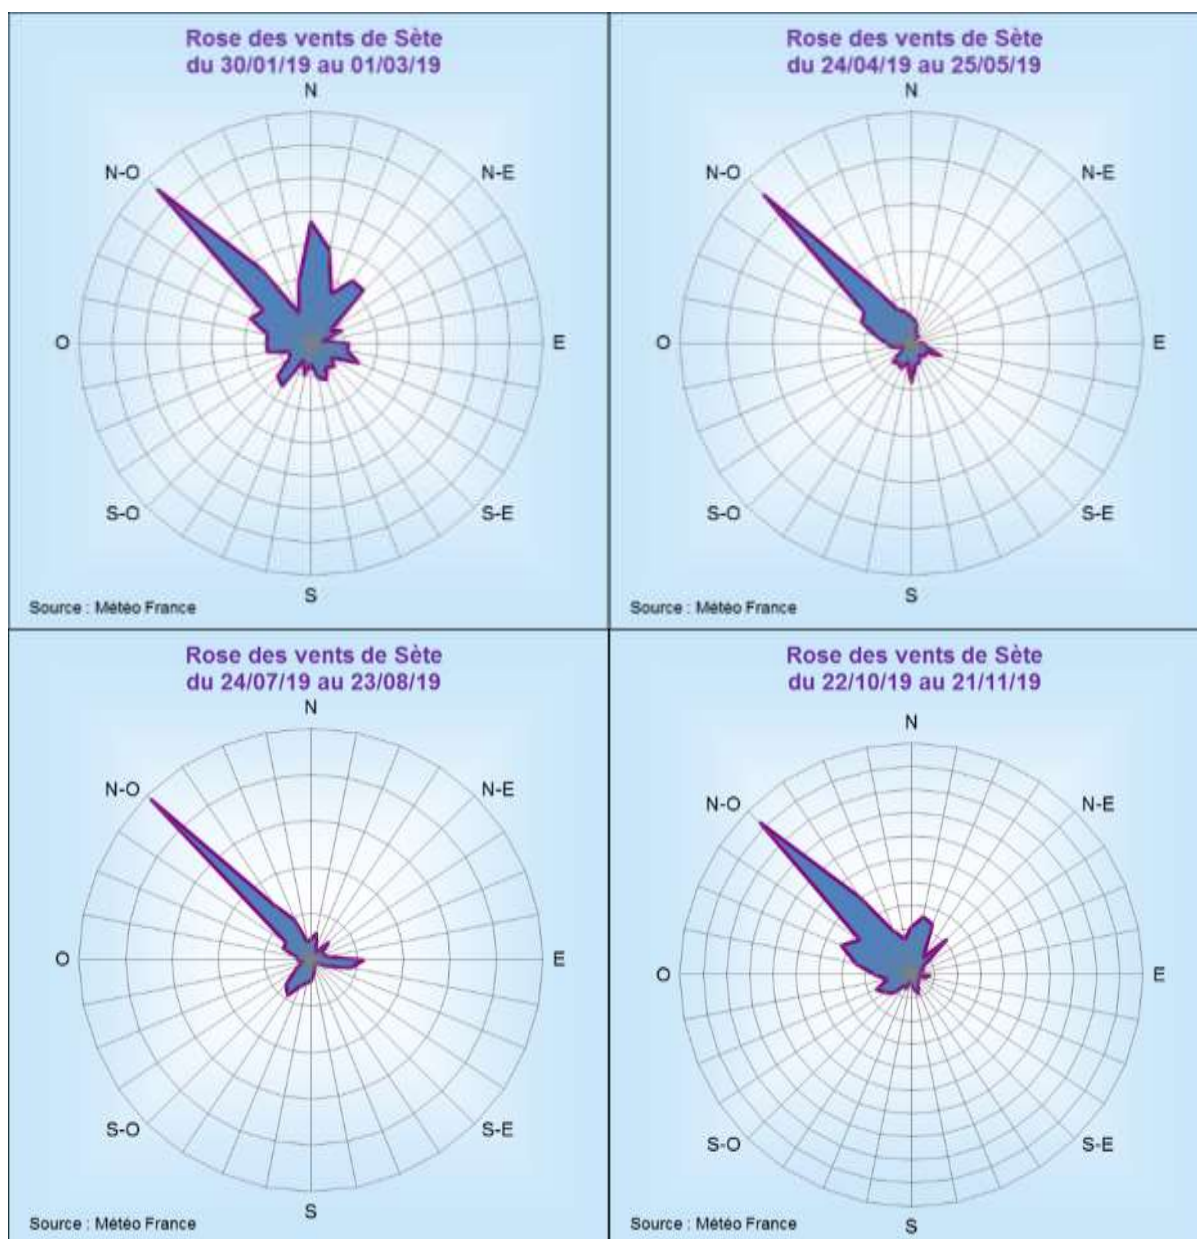 Rose des vents de Sète
du 30/01/19 au 01/03/19
N
N-O
N-E
O
E
S-O
S-E
S
Source : Météo France
Rose des vents de Sète
du 24/04/19 au 25/05/19
N
N-O
N-E
O
E
S-O
S-E
S
Source : Météo France
Rose des vents de Sète
du 24/07/19 au 23/08/19
N
N-O
N-E
O
E
S-O
S-E
S
Source : Météo France
Rose des vents de Sète
du 22/10/19 au 21/11/19
N
N-O
N-E
O
E
S-O
S-E
S
Source : Météo France